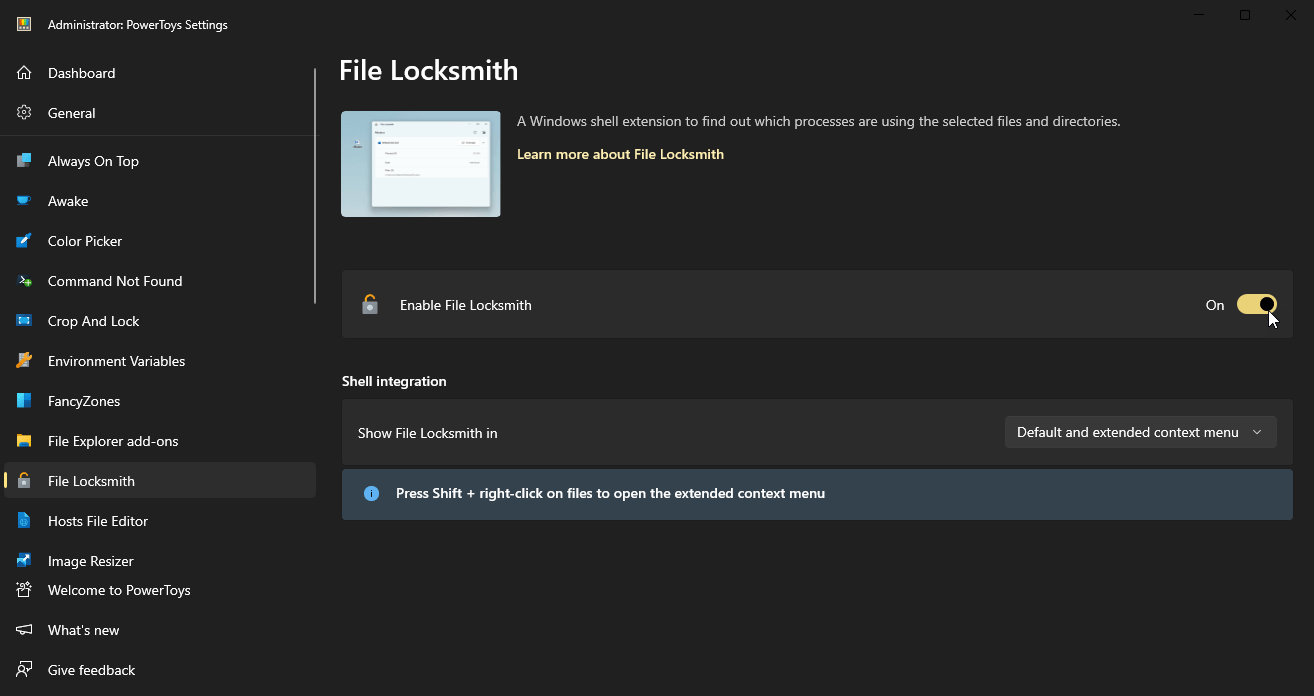 Administrator: PowerToys Settings
Dashboard
General
Always On Top
Awake
Color Picker
Command Not Found
Crop And Lock
Environment Variables
FancyZones
File Explorer add-ons
File Locksmith
Hosts File Editor
Image Resizer
Welcome to PowerToys
What's new
Give feedback
File Locksmith
A Windows shell extension to find out which processes are using the selected files and directories.
Learn more about File Locksmith
Enable File Locksmith
On
Shell integration
Show File Locksmith in
Default and extended context menu
Press Shift + right-click on files to open the extended context menu